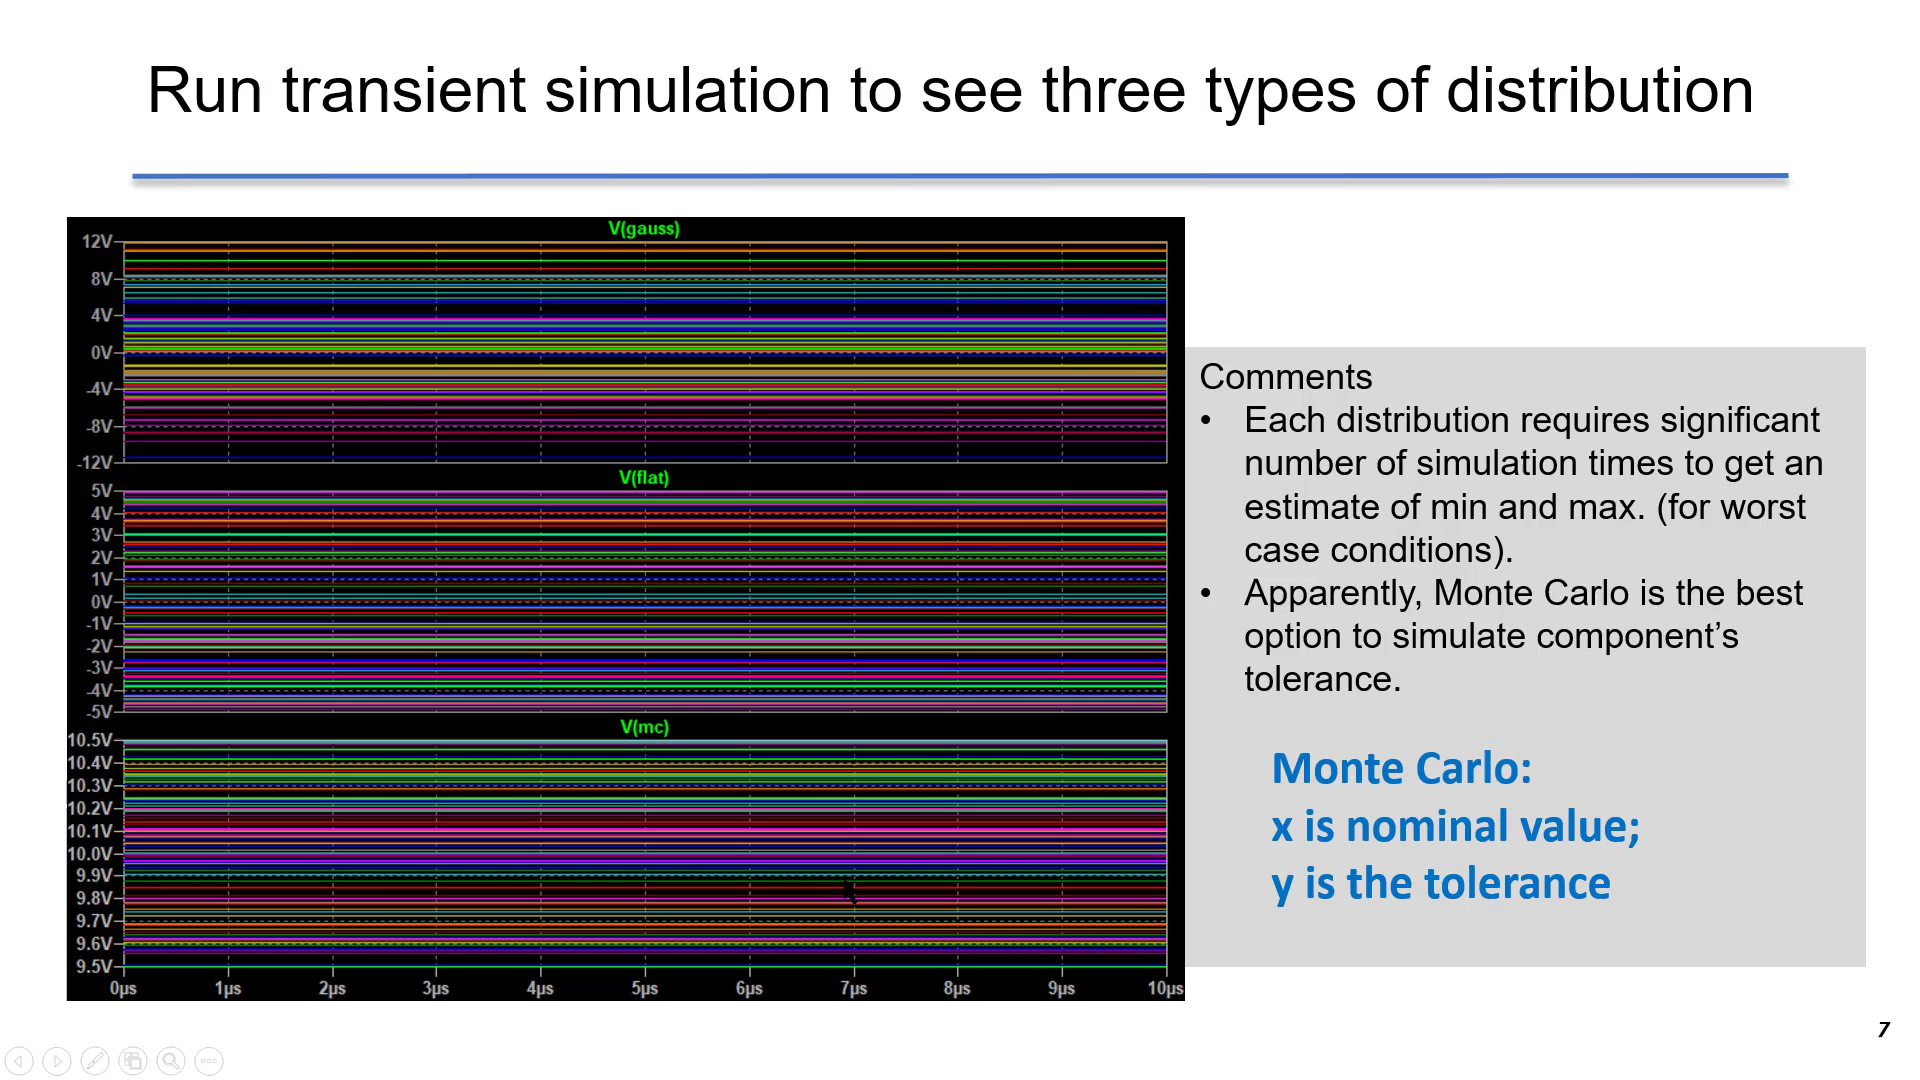 Run transient simulation to see three types of distribution
V(gauss)
12V
8V
4V
0V
-4V
-8V
-12V
V(flat)
5V
4V
3V
2V
1V
0V
-1V
-2V
-3V
-4V
-5V
V(mc)
10.5V
10.4V
10.3V
10.2V
10.1V
10.0V
9.9V
9.8V
9.7V
9.6V
9.5V
0µs 1µs 2µs 3µs 4µs 5µs 6µs 7µs 8µs 9µs 10µs
Comments
• Each distribution requires significant
number of simulation times to get an
estimate of min and max. (for worst
case conditions).
• Apparently, Monte Carlo is the best
option to simulate component’s
tolerance.
Monte Carlo:
x is nominal value;
y is the tolerance
7